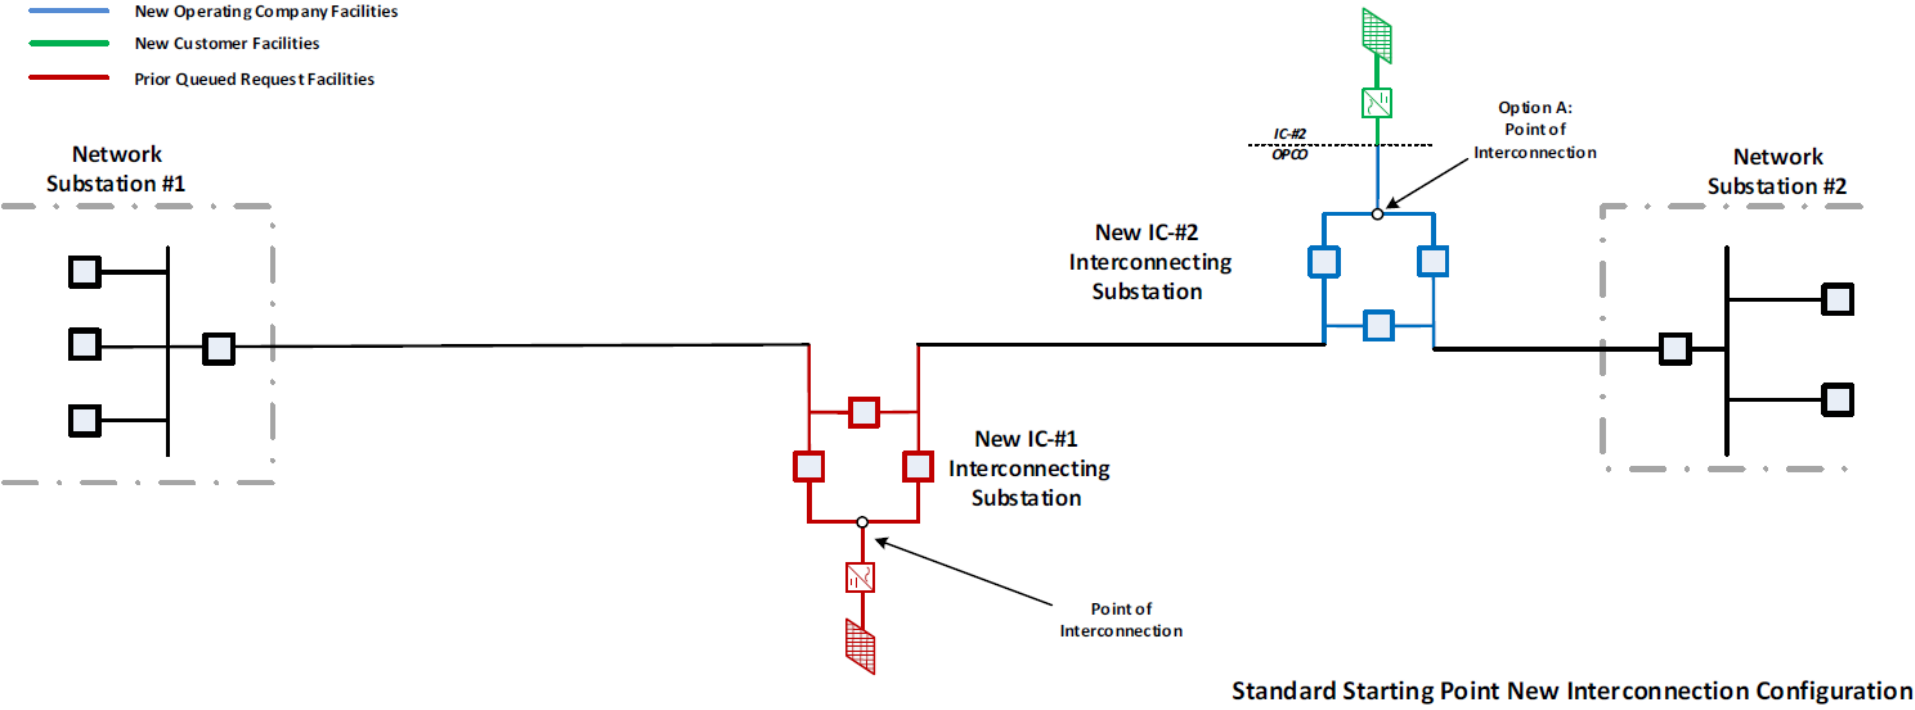 New Operating Company Facilities
New Customer Facilities
Prior Queued Request Facilities
Network
Substation #1
IC-#2
OPCO
Option A:
Point of
Interconnection
Network
Substation #2
New IC-#2
Interconnecting
Substation
New IC-#1
Interconnecting
Substation
Point of
Interconnection
Standard Starting Point New Interconnection Configuration